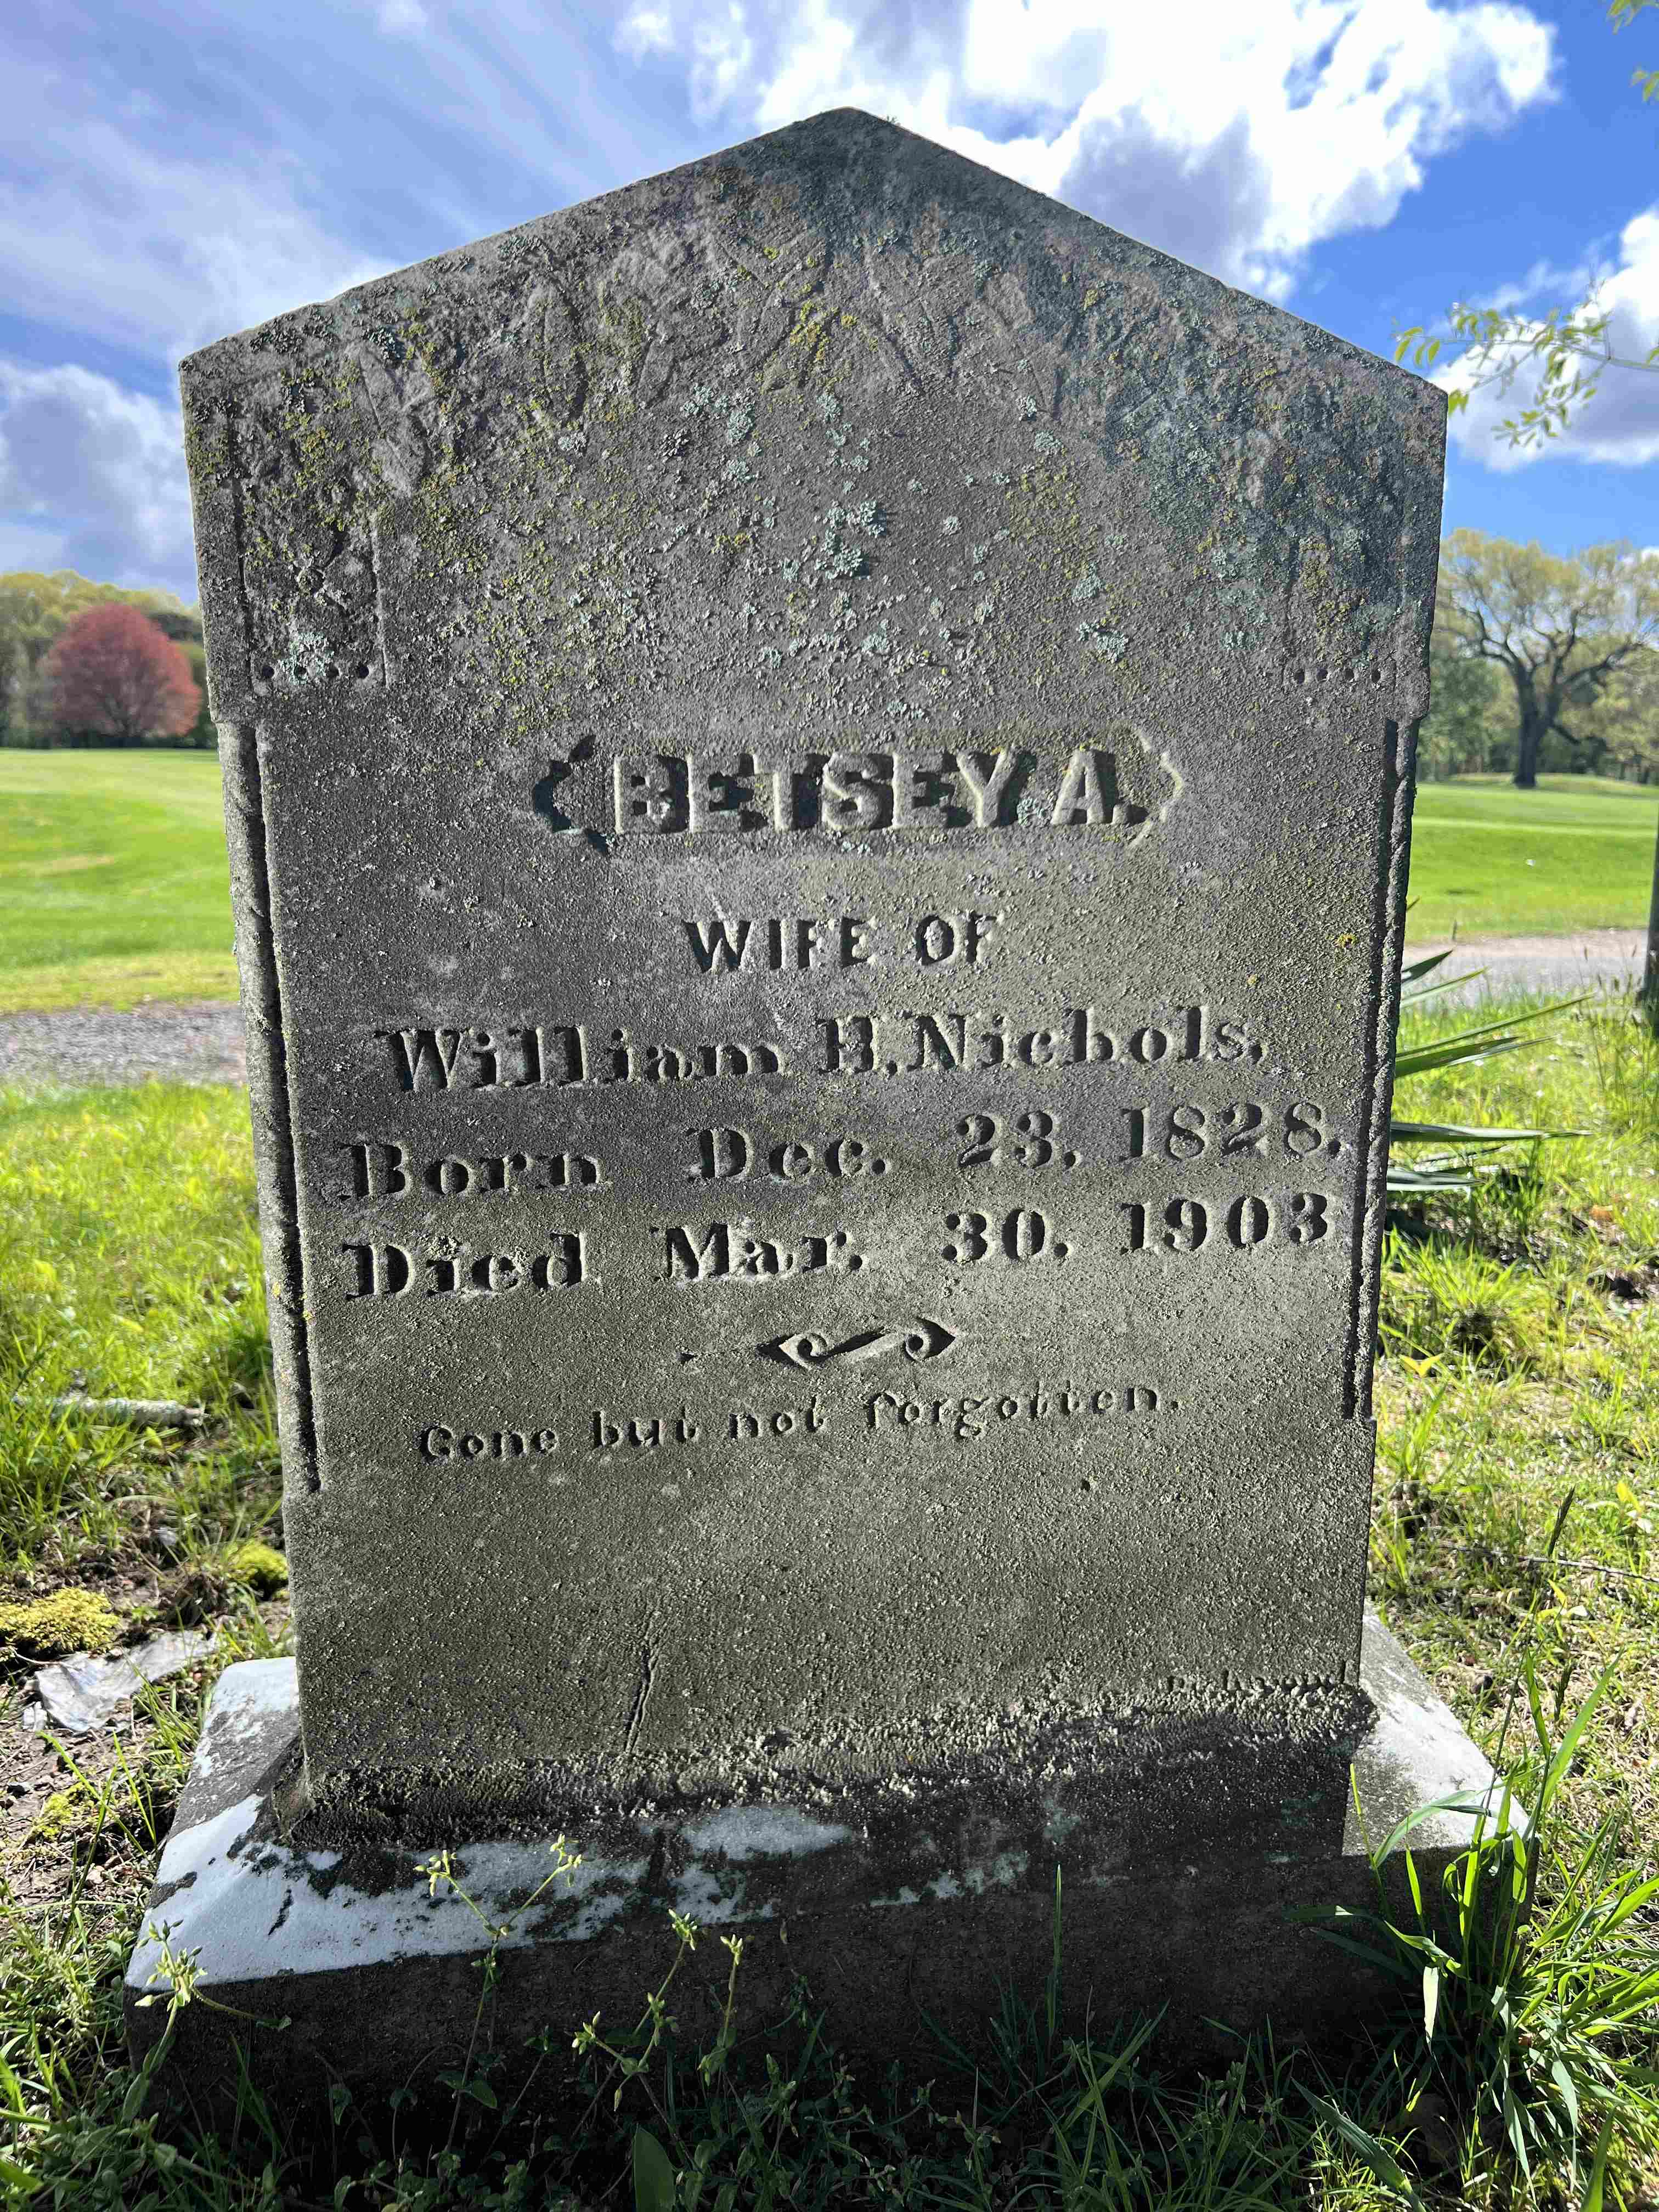 BETSEY A.
WIFE OF
William H. Nichols,
Born Dec. 23, 1828.
Died Mar. 30, 1903
Gone but not forgotten.